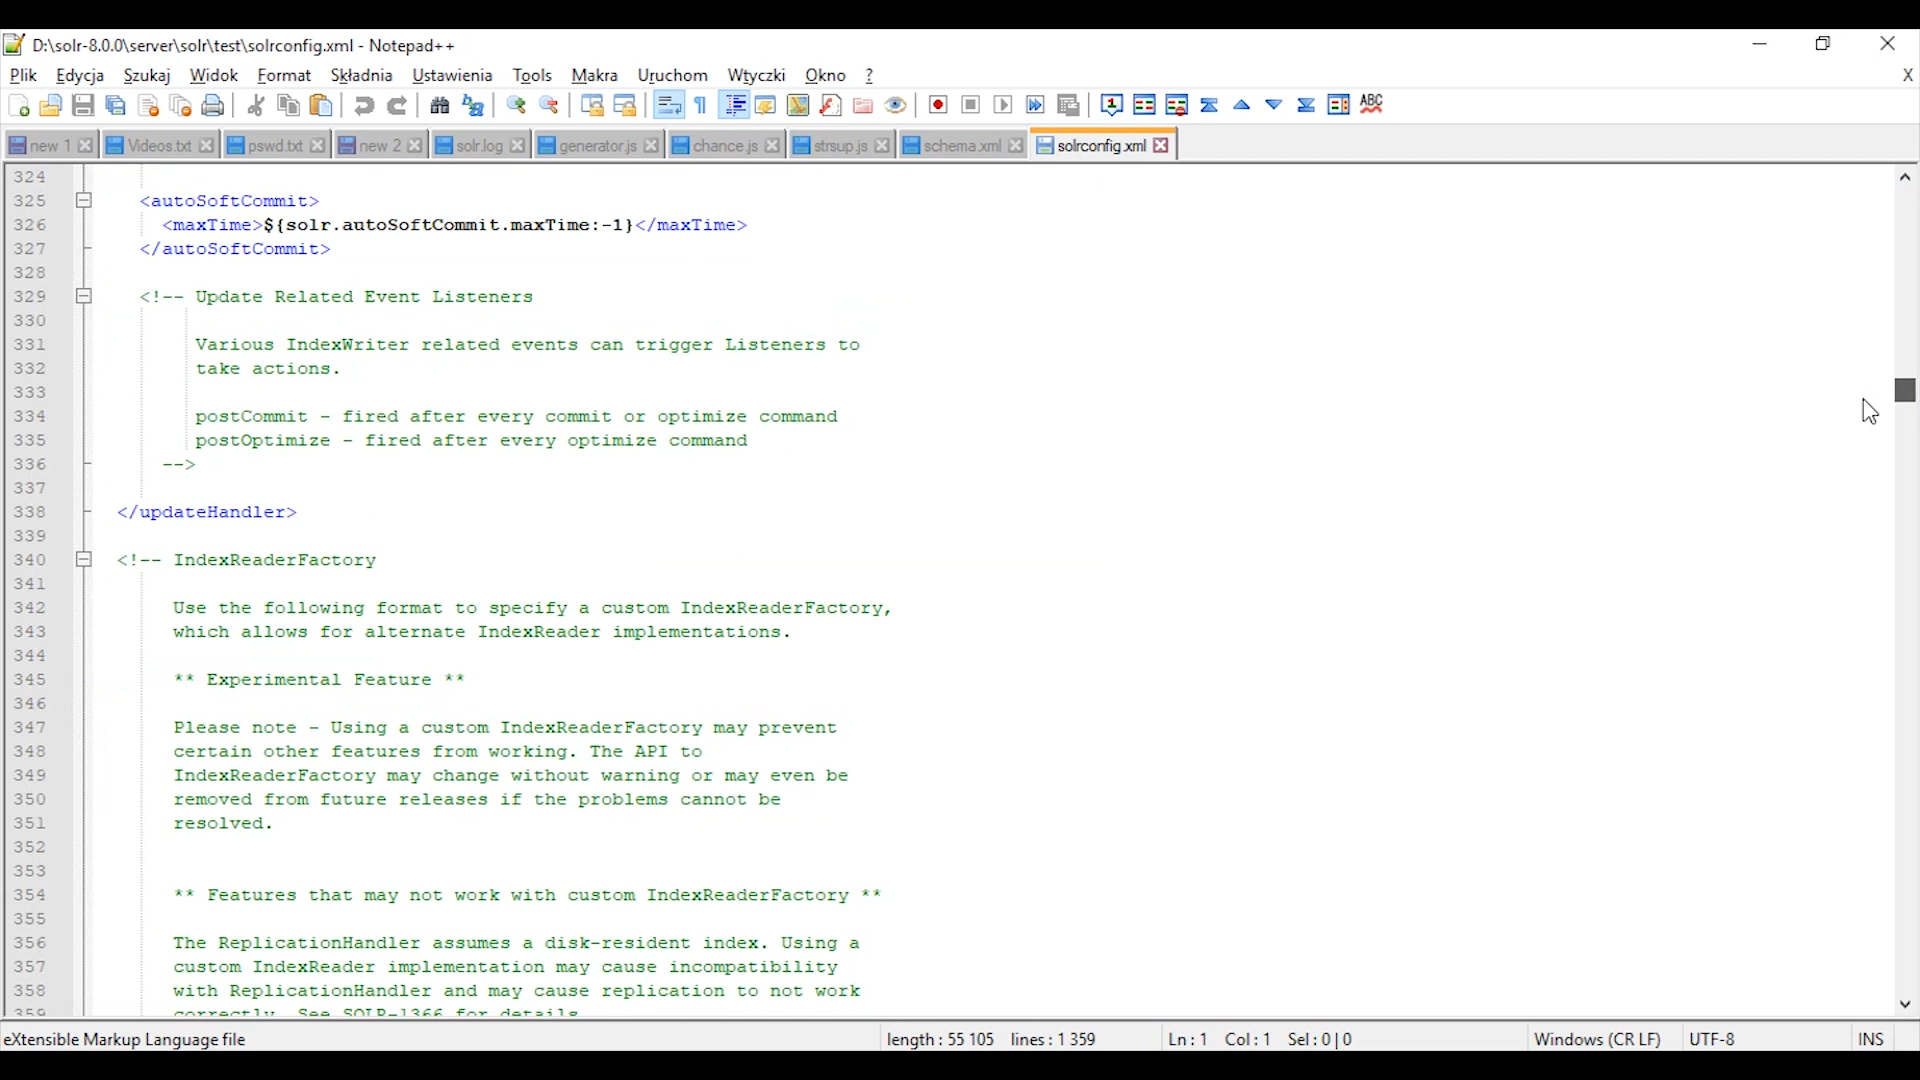 D:\solr-8.0.0\server\solr\test\solrconfig.xml - Notepad++
Plik Edycja Szukaj Widok Format Składnia Ustawienia Tools Makra Uruchom Wtyczki Okno ? X
new 1 Videos.txt pswd.txt new 2 solr.log generator.js chance.js strsup.js schema.xml solrconfig.xml
324
325 <autoSoftCommit>
326 <maxTime>${solr.autoSoftCommit.maxTime:-1}</maxTime>
327 </autoSoftCommit>
328
329 <!-- Update Related Event Listeners
330
331 Various IndexWriter related events can trigger Listeners to
332 take actions.
333
334 postCommit - fired after every commit or optimize command
335 postOptimize - fired after every optimize command
336 -->
337
338 </updateHandler>
339
340 <!-- IndexReaderFactory
341
342 Use the following format to specify a custom IndexReaderFactory,
343 which allows for alternate IndexReader implementations.
344
345 ** Experimental Feature **
346
347 Please note - Using a custom IndexReaderFactory may prevent
348 certain other features from working. The API to
349 IndexReaderFactory may change without warning or may even be
350 removed from future releases if the problems cannot be
351 resolved.
352
353
354 ** Features that may not work with custom IndexReaderFactory **
355
356 The ReplicationHandler assumes a disk-resident index. Using a
357 custom IndexReader implementation may cause incompatibility
358 with ReplicationHandler and may cause replication to not work
359 correctly. See SOLR-1366 for details.
eXtensible Markup Language file length : 55 105 lines : 1 359 Ln : 1 Col : 1 Sel : 0 | 0 Windows (CR LF) UTF-8 INS